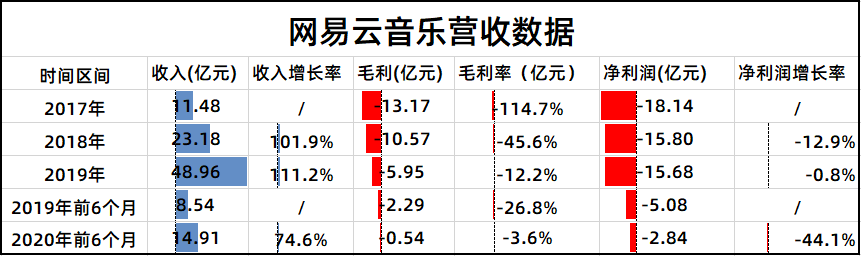 网易云音乐营收数据
时间区间 收入(亿元) 收入增长率 毛利(亿元) 毛利率（亿元） 净利润(亿元) 净利润增长率
2017年 11.48 / -13.17 -114.7% -18.14 /
2018年 23.18 101.9% -10.57 -45.6% -15.80 -12.9%
2019年 48.96 111.2% -5.95 -12.2% -15.68 -0.8%
2019年前6个月 8.54 / -2.29 -26.8% -5.08 /
2020年前6个月 14.91 74.6% -0.54 -3.6% -2.84 -44.1%